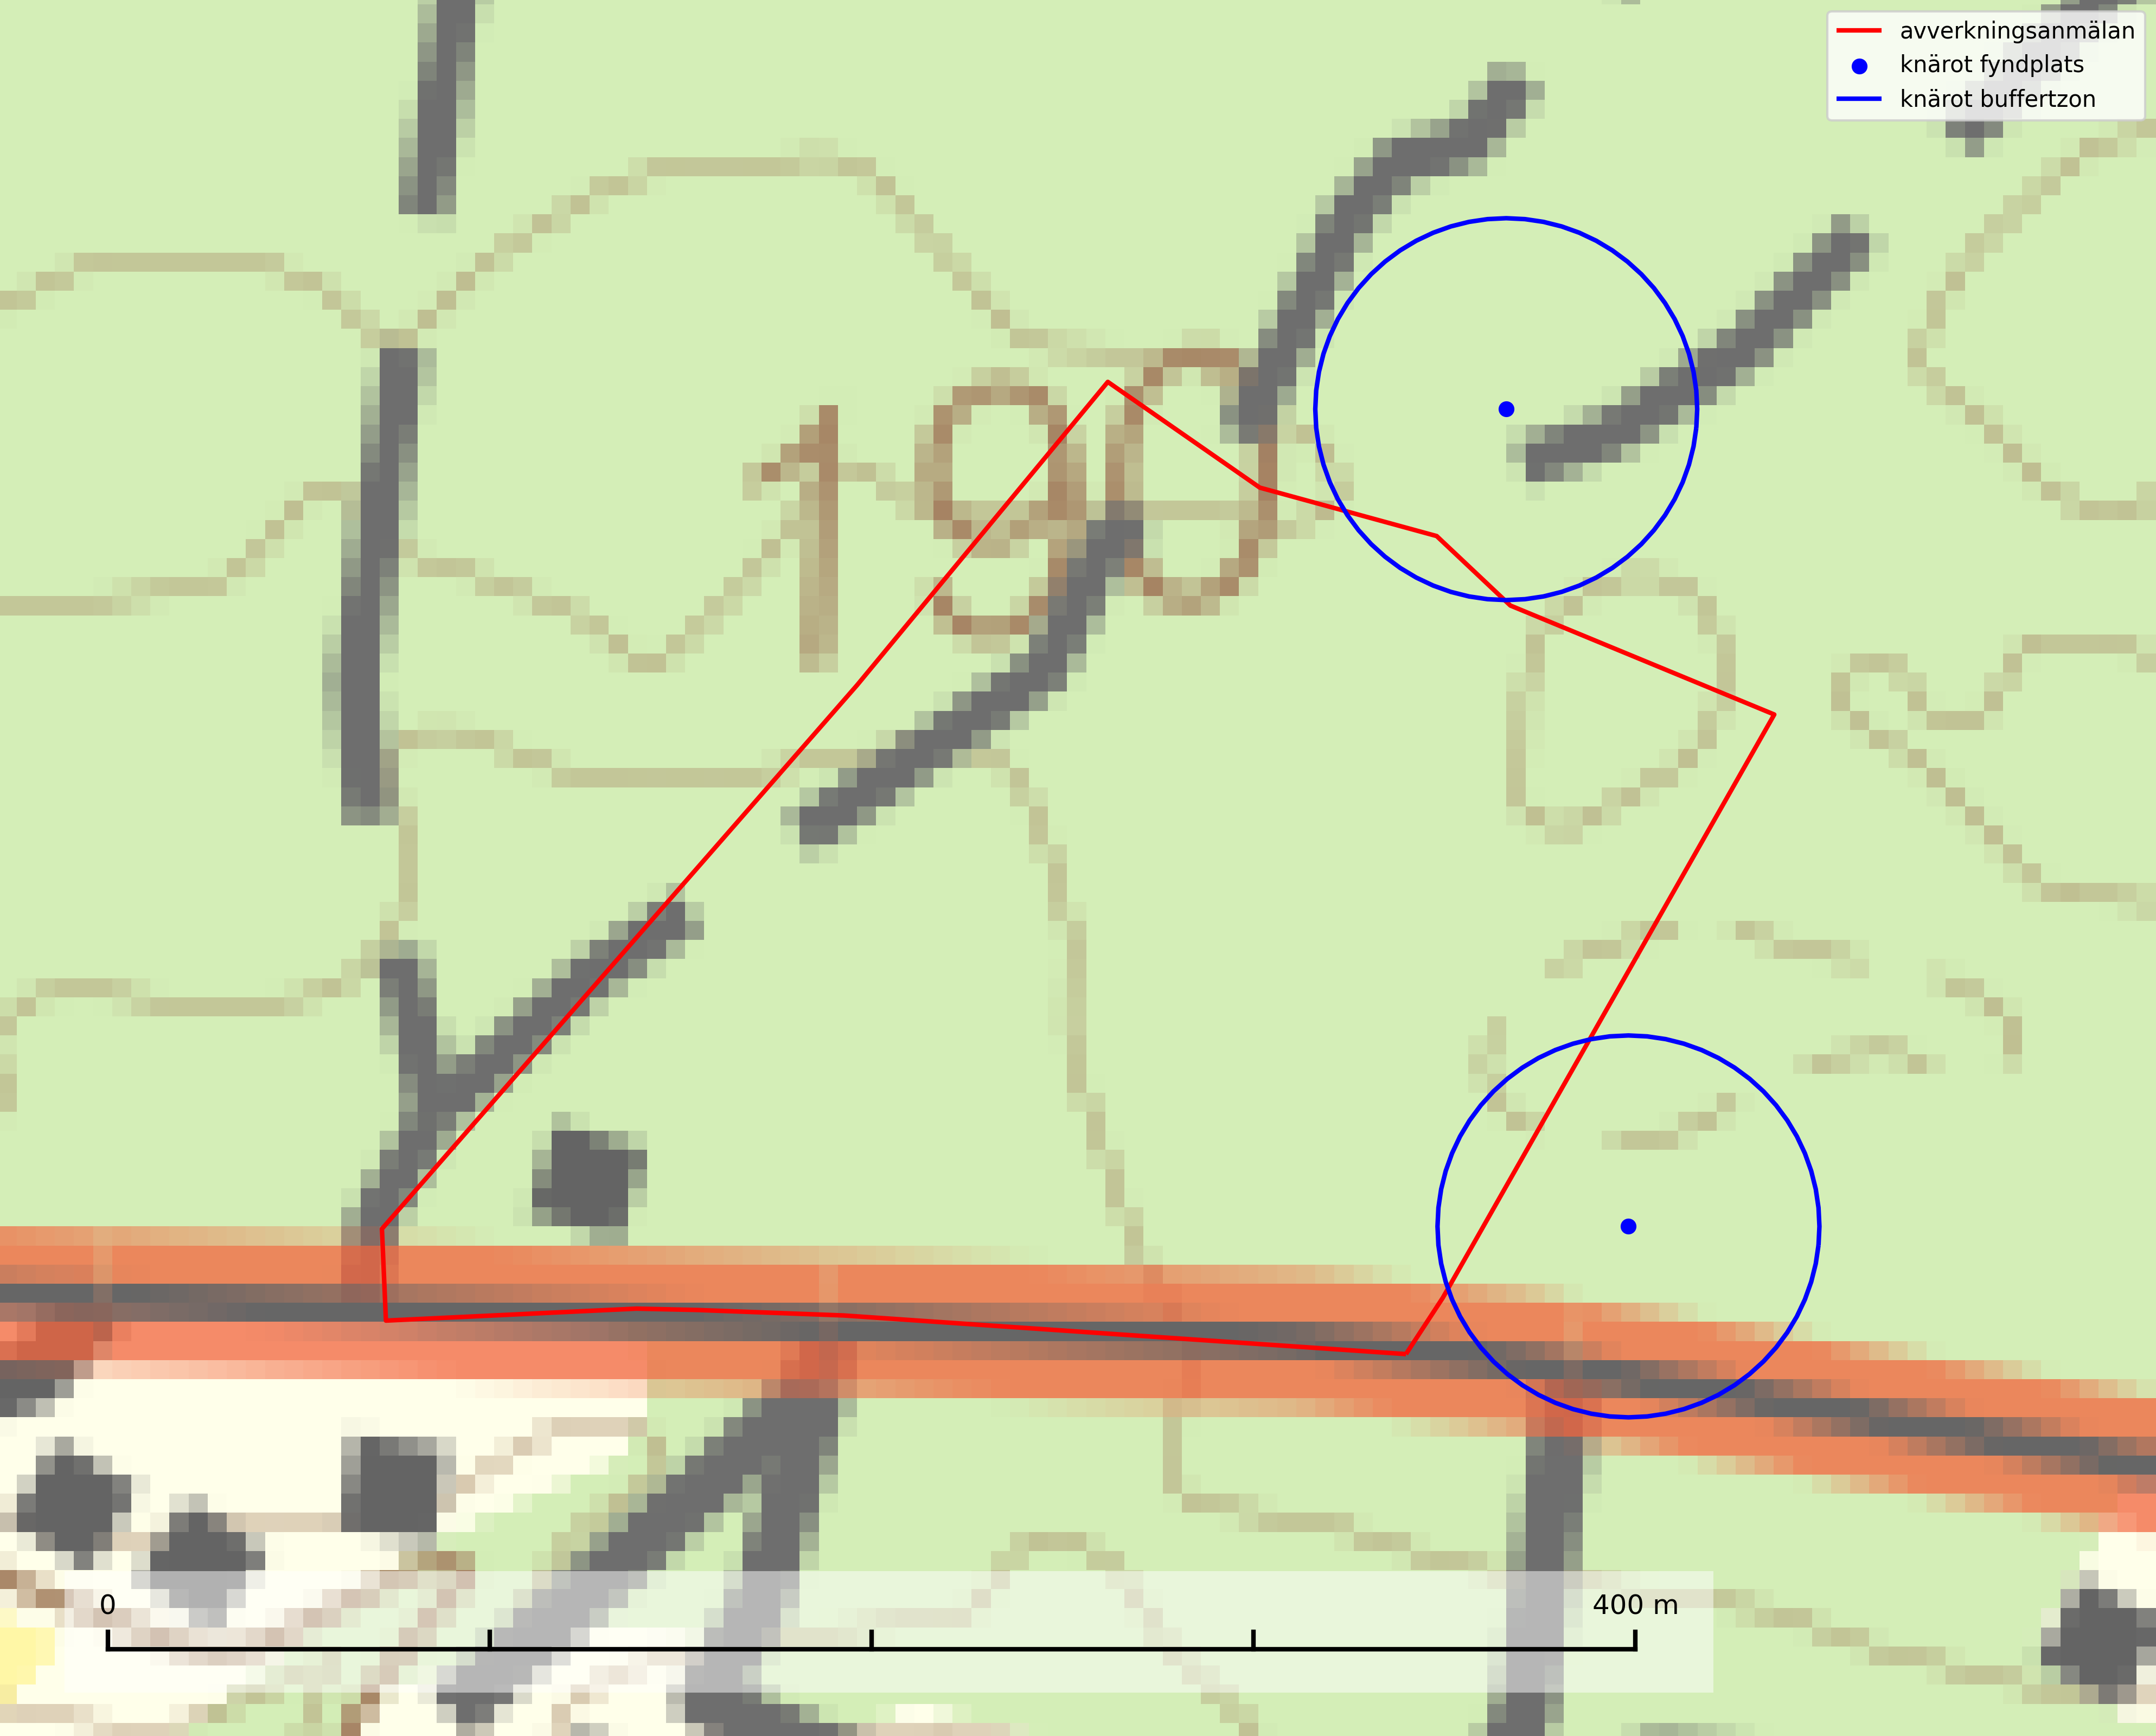 avverkningsanmälan
knärot fyndplats
knärot buffertzon
190
0 400 m